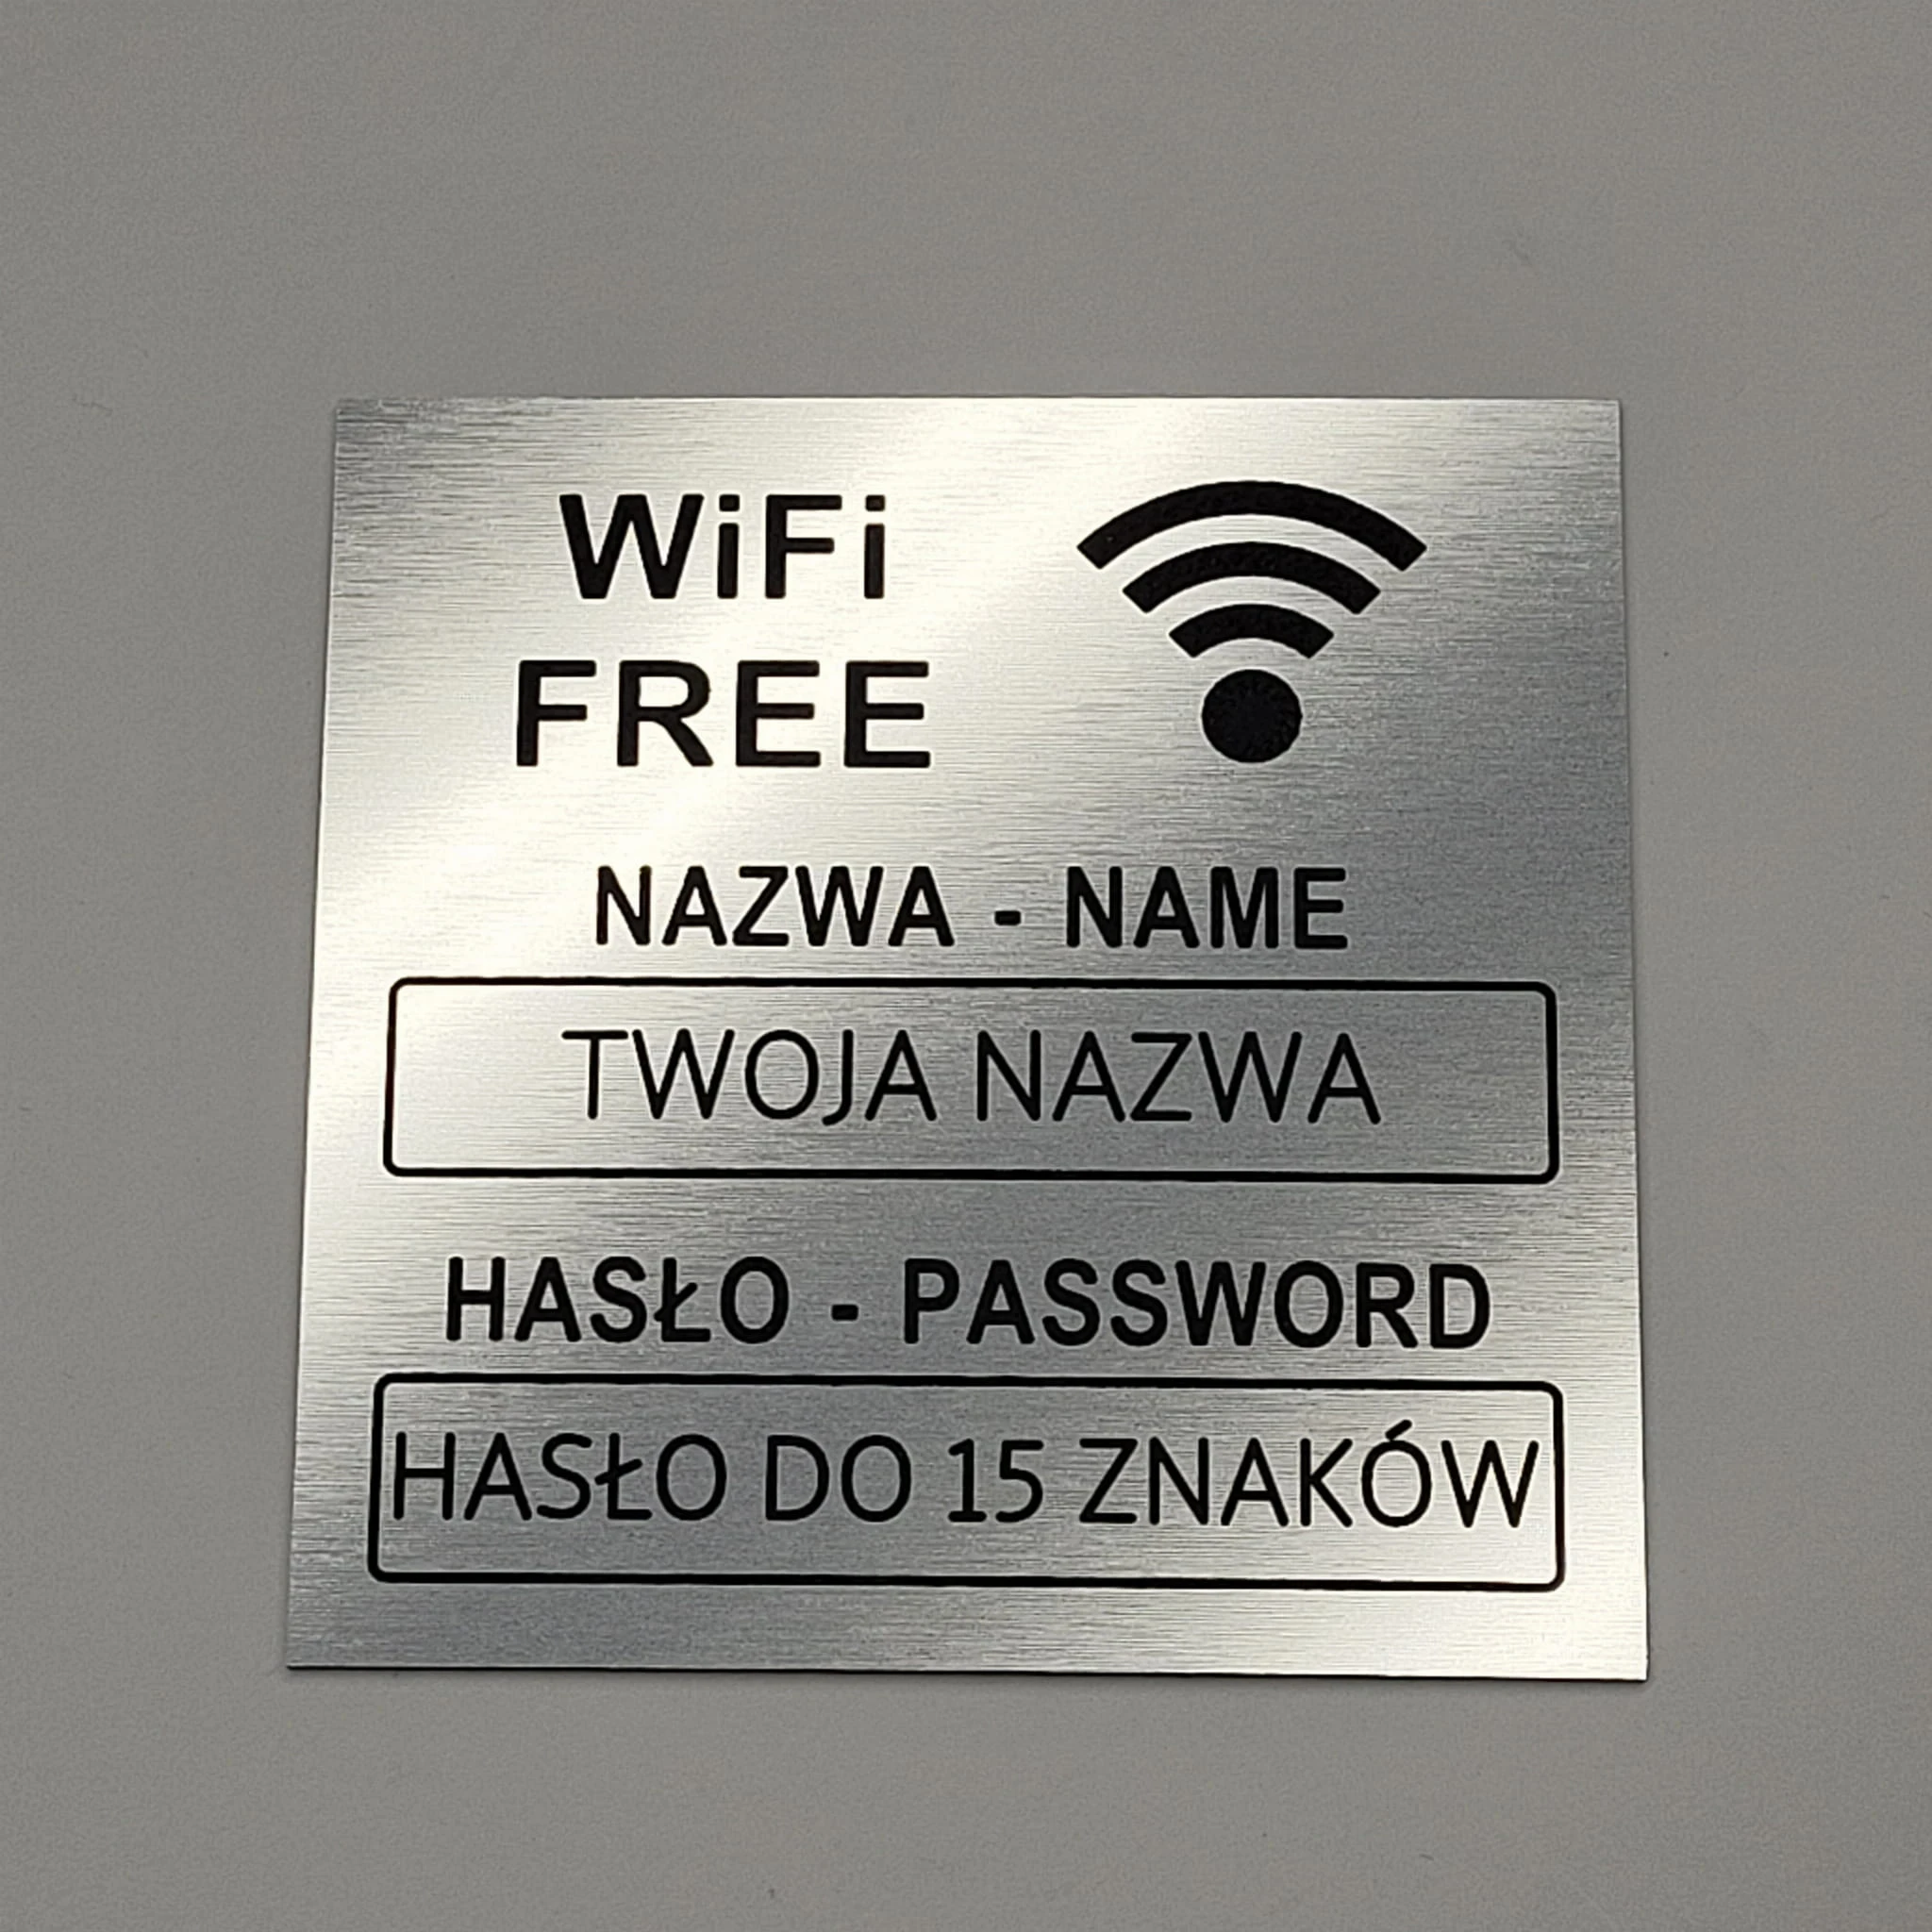 WiFi
FREE
NAZWA - NAME
TWOJA NAZWA
HASŁO - PASSWORD
HASŁO DO 15 ZNAKÓW